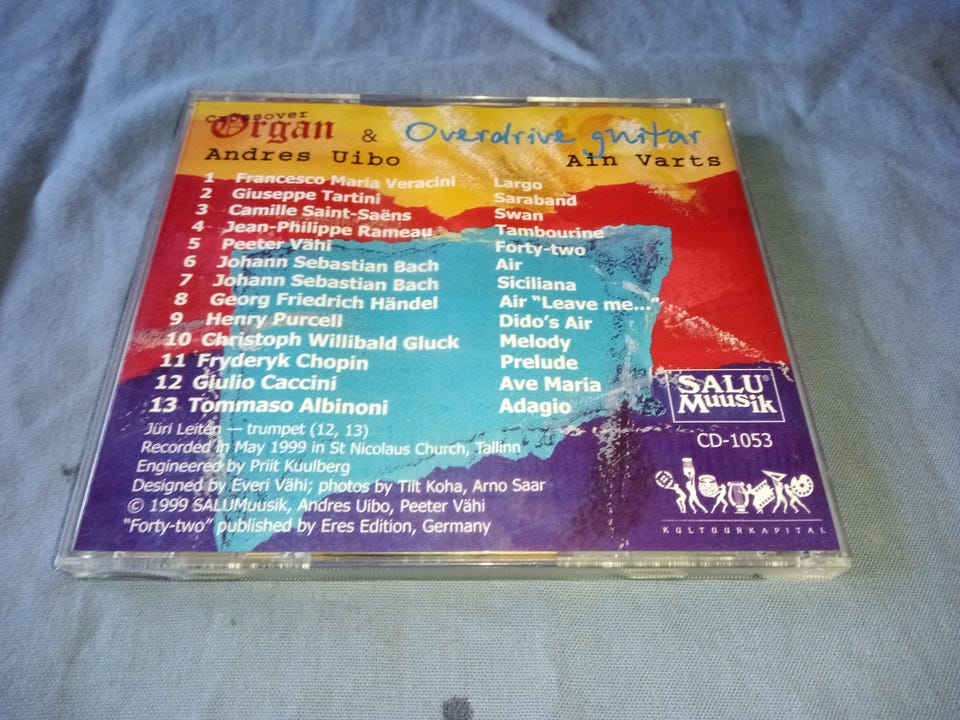 Crossover
Organ & Overdrive guitar
Andres Uibo Ain Varts
1 Francesco Maria Veracini Largo
2 Giuseppe Tartini Saraband
3 Camille Saint-Saëns Swan
4 Jean-Philippe Rameau Tambourine
5 Peeter Vähi Forty-two
6 Johann Sebastian Bach Air
7 Johann Sebastian Bach Siciliana
8 Georg Friedrich Händel Air “Leave me...”
9 Henry Purcell Dido's Air
10 Christoph Willibald Gluck Melody
11 Fryderyk Chopin Prelude
12 Giulio Caccini Ave Maria
13 Tommaso Albinoni Adagio
Jüri Leiten — trumpet (12, 13)
Recorded in May 1999 in St Nicolaus Church, Tallinn
Engineered by Priit Kuulberg
Designed by Everi Vähi; photos by Tiit Koha, Arno Saar
© 1999 SALUMuusik, Andres Uibo, Peeter Vähi
“Forty-two” published by Eres Edition, Germany
SALU®
Muusik
CD-1053
KULTUURKAPITAL